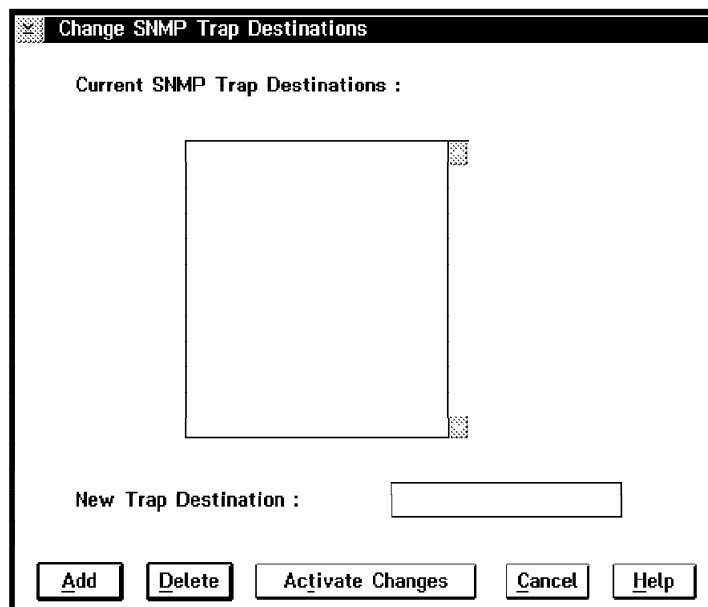 Change SNMP Trap Destinations
Current SNMP Trap Destinations :
New Trap Destination :
Add Delete Activate Changes Cancel Help